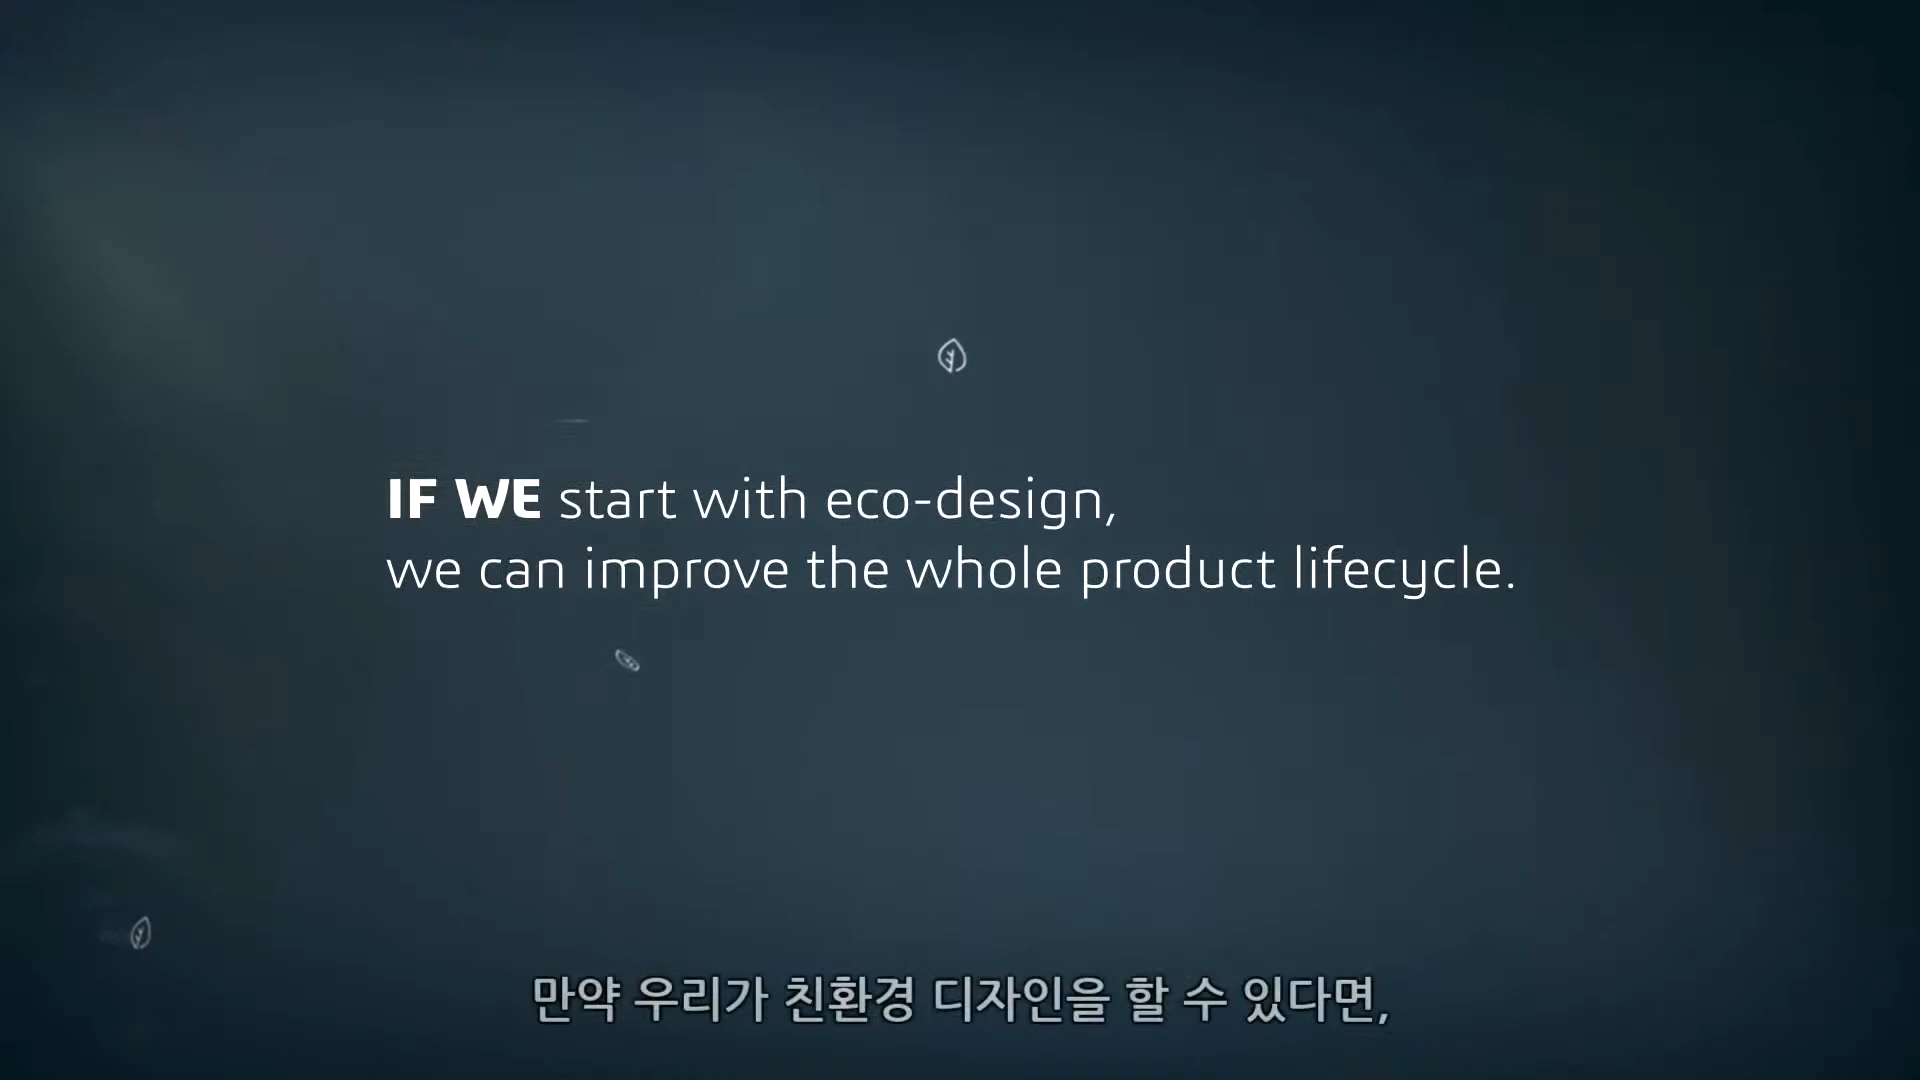 IF WE start with eco-design,
we can improve the whole product lifecycle.
만약 우리가 친환경 디자인을 할 수 있다면,